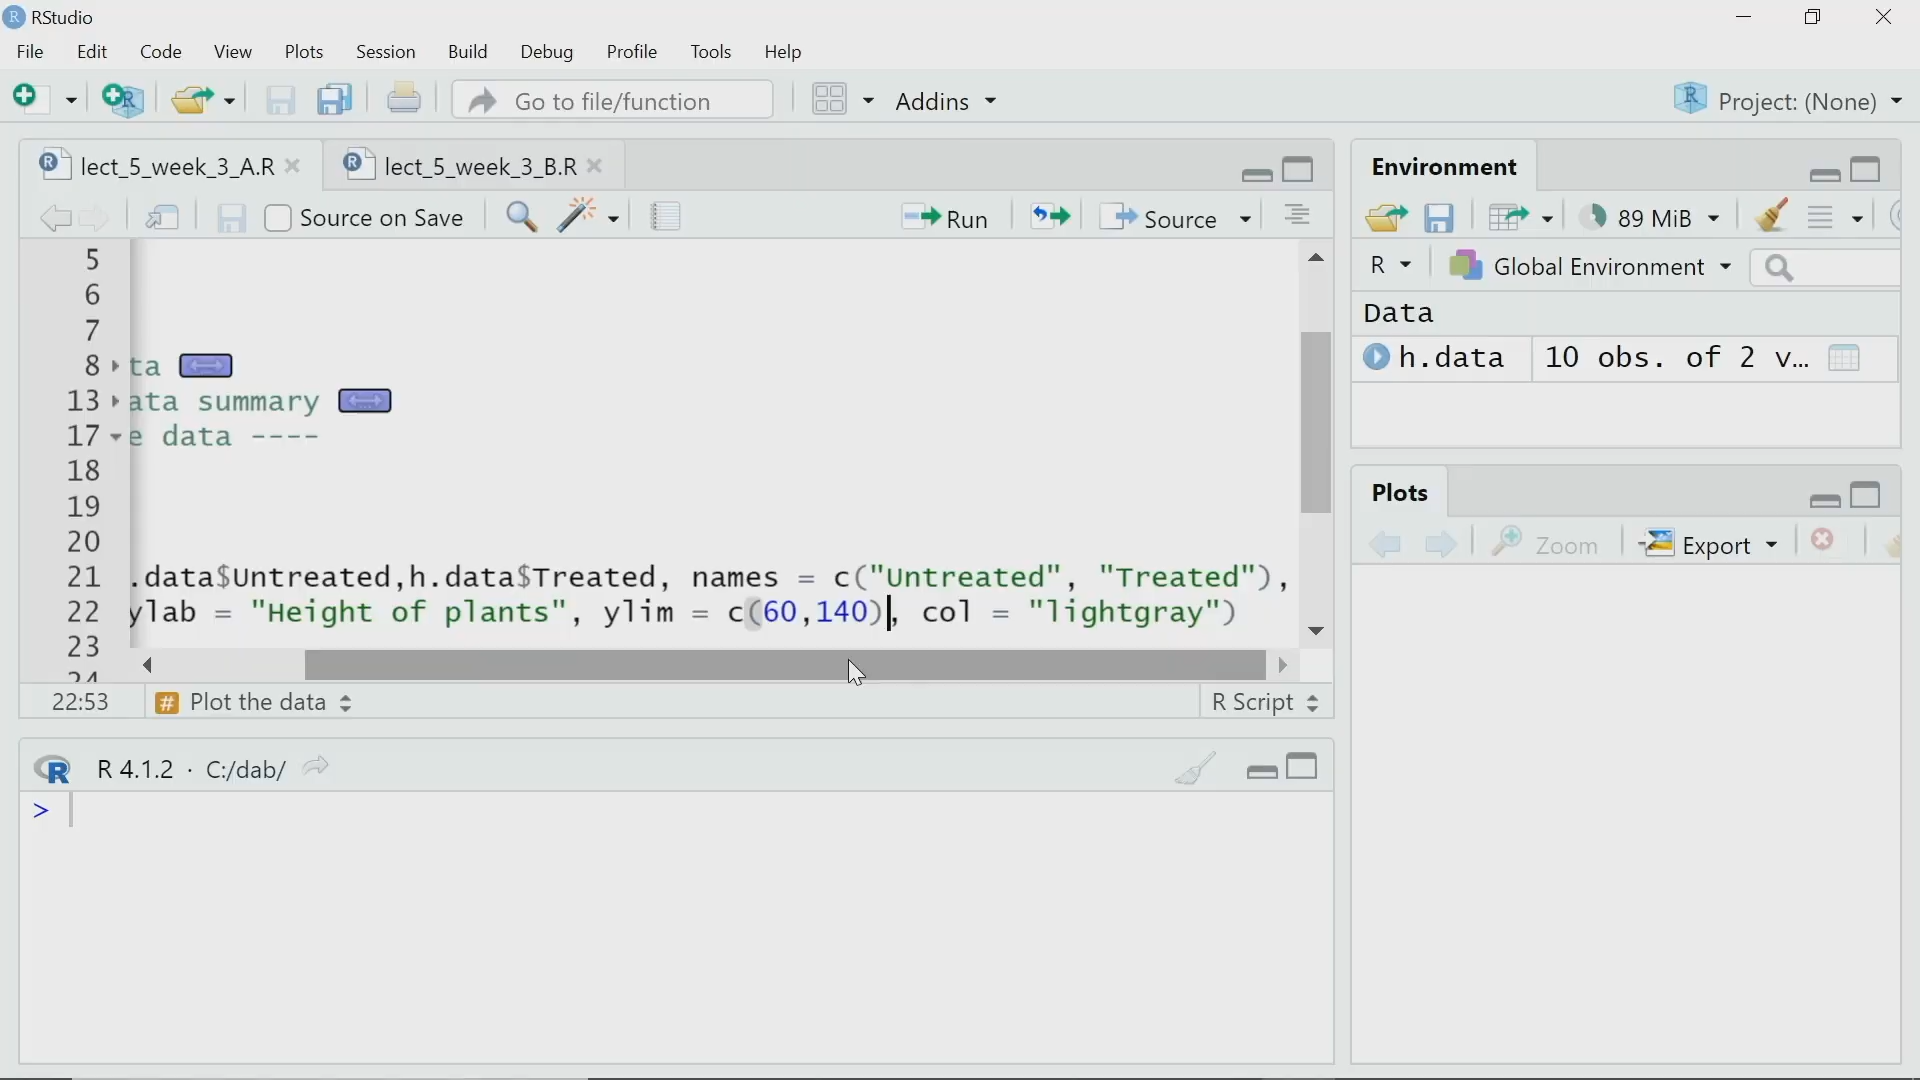 RStudio
File Edit Code View Plots Session Build Debug Profile Tools Help
Go to file/function Addins Project: (None)
lect_5_week_3_A.R lect_5_week_3_B.R
Source on Save Run Source
5
6
7
8 ta
13 ata summary
17 e data ----
18
19
20
21 .data$Untreated,h.data$Treated, names = c("Untreated", "Treated"),
22 ylab = "Height of plants", ylim = c(60,140), col = "lightgray")
23
24
22:53 # Plot the data R Script
R 4.1.2 · C:/dab/
>
Environment
89 MiB
R Global Environment
Data
h.data 10 obs. of 2 v...
Plots
Zoom Export